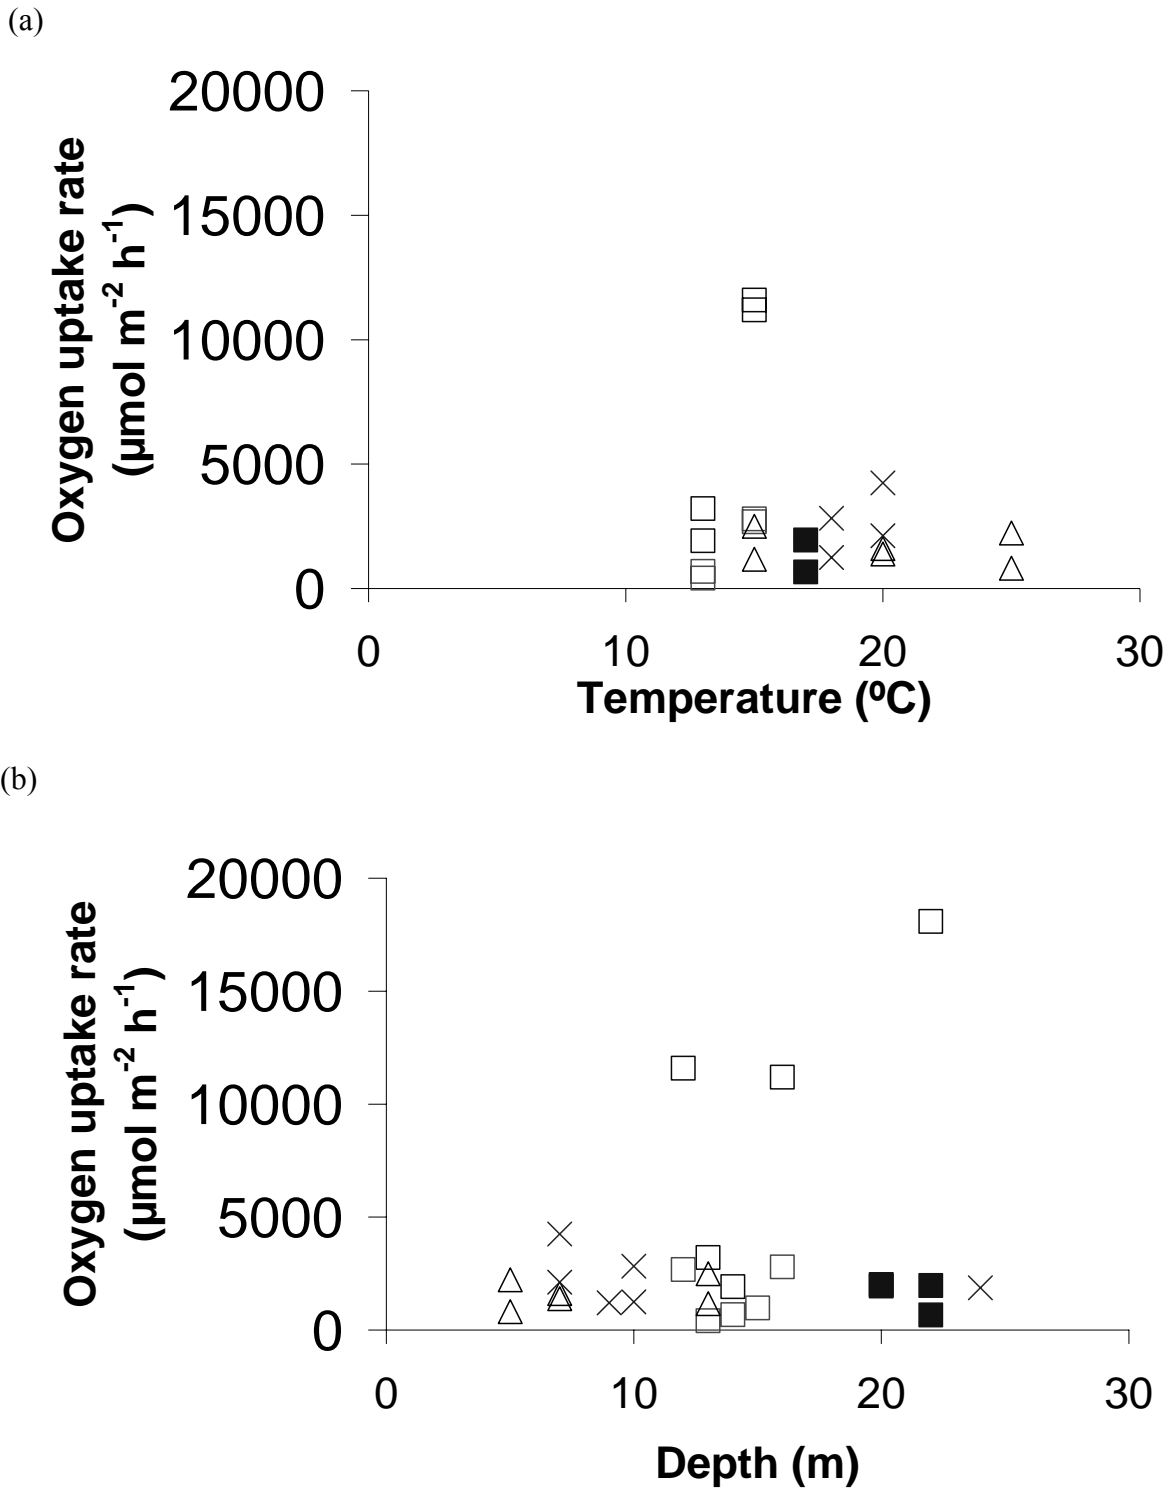 (a)
Oxygen uptake rate
(µmol m-2 h-1)
20000
15000
10000
5000
0
0 10 20 30
Temperature (ºC)
(b)
Oxygen uptake rate
(µmol m-2 h-1)
20000
15000
10000
5000
0
0 10 20 30
Depth (m)